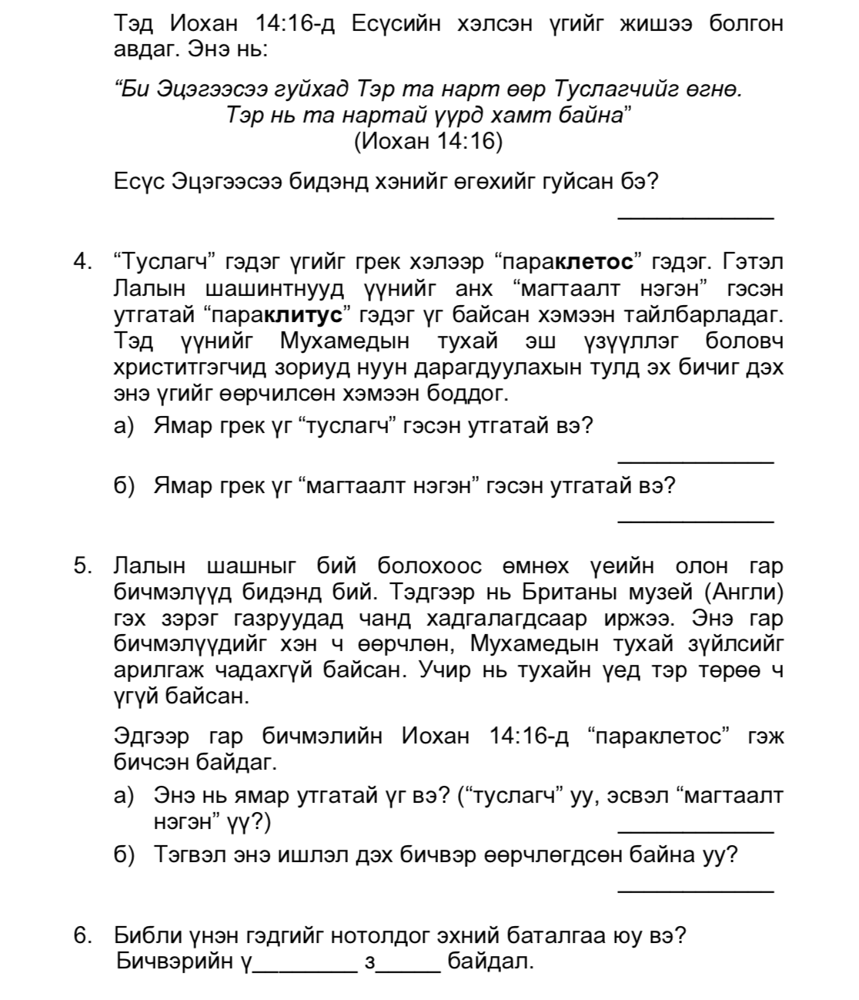 Тэд Иохан 14:16-д Есүсийн хэлсэн үгийг жишээ болгон
авдаг. Энэ нь:
“Би Эцэгээсээ гуйхад Тэр та нарт өөр Туслагчийг өгнө.
Тэр нь та нартай үүрд хамт байна”
(Иохан 14:16)
Есүс Эцэгээсээ бидэнд хэнийг өгөхийг гуйсан бэ?
____________
4. “Туслагч” гэдэг үгийг грек хэлээр “параклетос” гэдэг. Гэтэл
Лалын шашинтнууд үүнийг анх “магтаалт нэгэн” гэсэн
утгатай “параклитус” гэдэг үг байсан хэмээн тайлбарладаг.
Тэд үүнийг Мухамедын тухай эш үзүүллэг боловч
христитгэгчид зориуд нуун дарагдуулахын тулд эх бичиг дэх
энэ үгийг өөрчилсөн хэмээн боддог.
а) Ямар грек үг “туслагч” гэсэн утгатай вэ?
____________
б) Ямар грек үг “магтаалт нэгэн” гэсэн утгатай вэ?
____________
5. Лалын шашныг бий болохоос өмнөх үеийн олон гар
бичмэлүүд бидэнд бий. Тэдгээр нь Британы музей (Англи)
гэх зэрэг газруудад чанд хадгалагдсаар иржээ. Энэ гар
бичмэлүүдийг хэн ч өөрчлөн, Мухамедын тухай зүйлсийг
арилгаж чадахгүй байсан. Учир нь тухайн үед тэр төрөө ч
үгүй байсан.
Эдгээр гар бичмэлийн Иохан 14:16-д “параклетос” гэж
бичсэн байдаг.
а) Энэ нь ямар утгатай үг вэ? (“туслагч” уу, эсвэл “магтаалт
нэгэн” үү?) ____________
б) Тэгвэл энэ ишлэл дэх бичвэр өөрчлөгдсөн байна уу?
____________
6. Библи үнэн гэдгийг нотолдог эхний баталгаа юу вэ?
Бичвэрийн ү________ з_____ байдал.